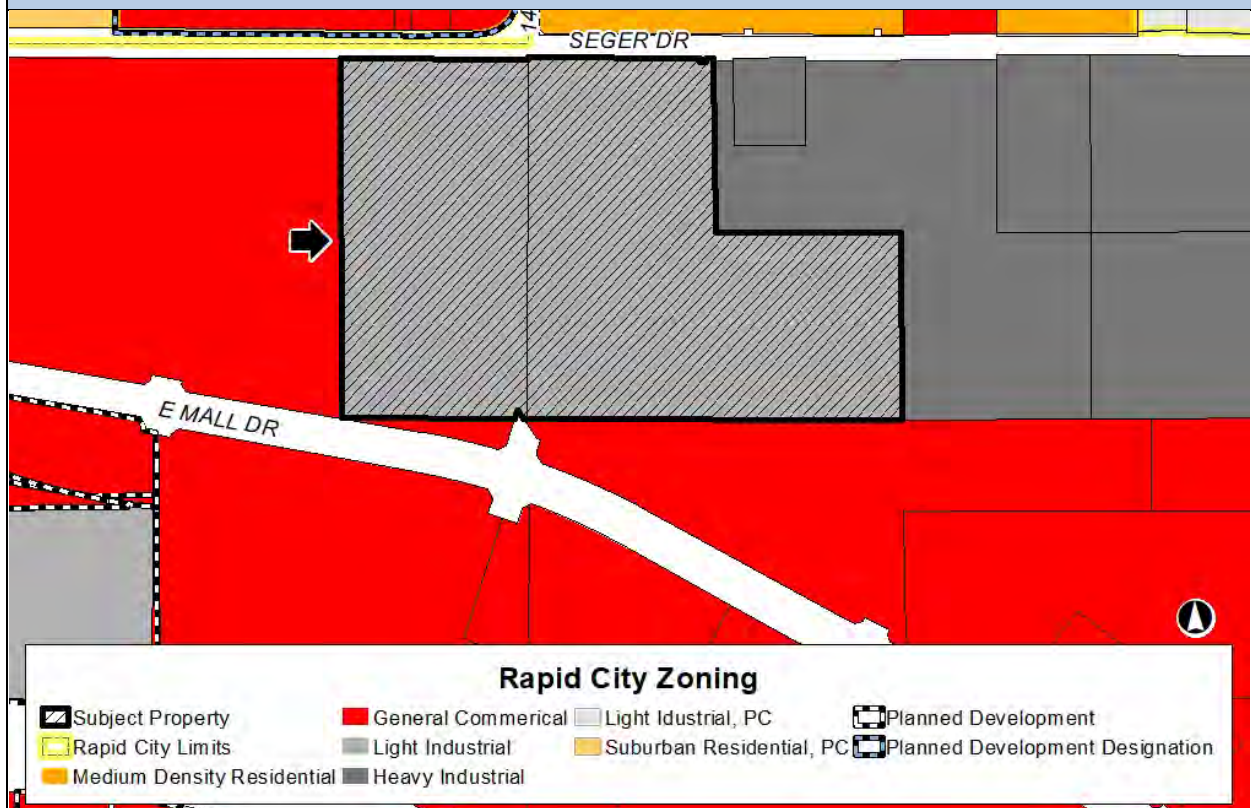 14
SEGER DR
E MALL DR
Rapid City Zoning
Subject Property
General Commerical
Light Idustrial, PC
Planned Development
Rapid City Limits
Light Industrial
Suburban Residential, PC
Planned Development Designation
Medium Density Residential
Heavy Industrial